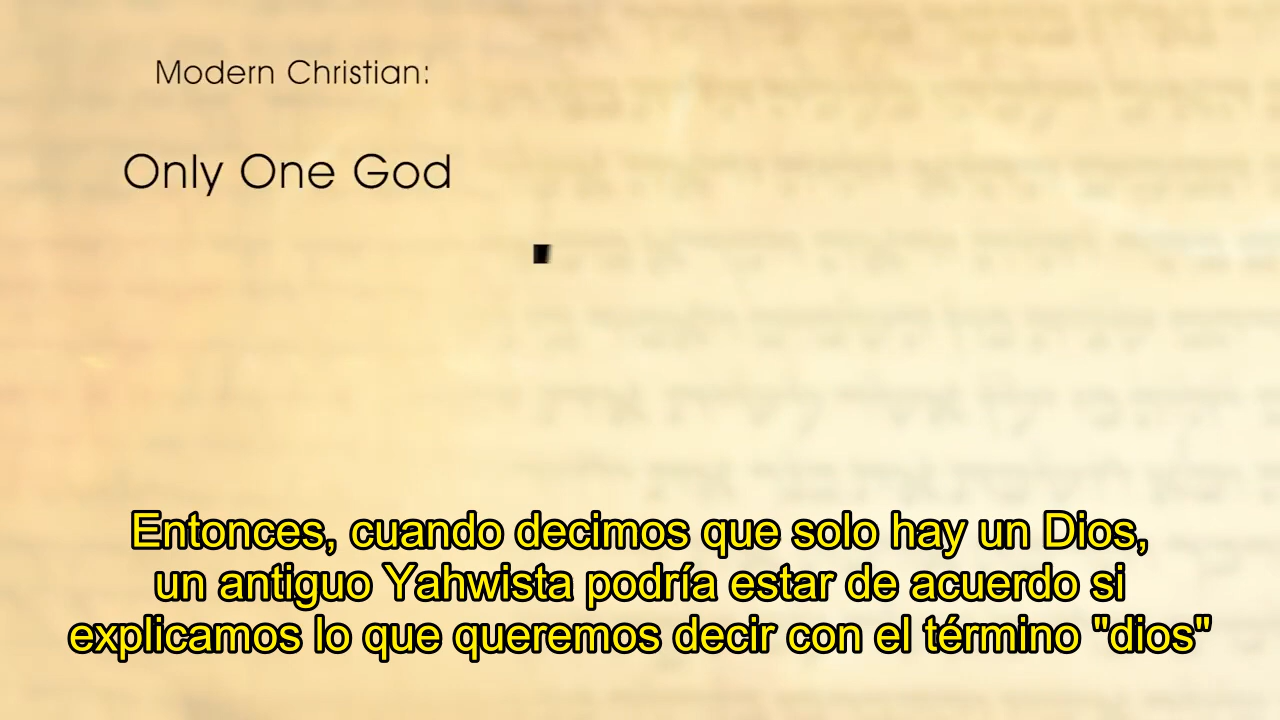 Modern Christian:
Only One God
Entonces, cuando decimos que solo hay un Dios,
un antiguo Yahwista podría estar de acuerdo si
explicamos lo que queremos decir con el término "dios"